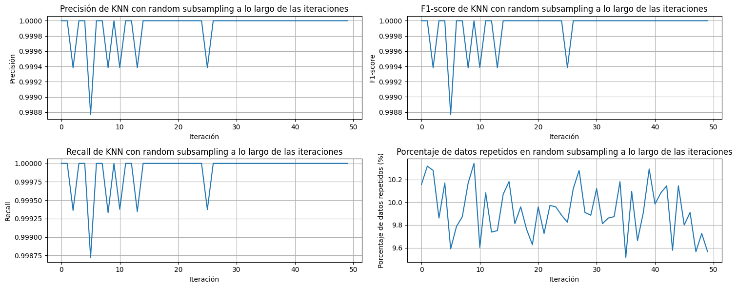 Precisión de KNN con random subsampling a lo largo de las iteraciones
1.0000
0.9998
0.9996
0.9994
0.9992
0.9990
0.9988
Precisión
0 10 20 30 40 50
Iteración
F1-score de KNN con random subsampling a lo largo de las iteraciones
1.0000
0.9998
0.9996
0.9994
0.9992
0.9990
0.9988
F1-score
0 10 20 30 40 50
Iteración
Recall de KNN con random subsampling a lo largo de las iteraciones
1.00000
0.99975
0.99950
0.99925
0.99900
0.99875
Recall
0 10 20 30 40 50
Iteración
Porcentaje de datos repetidos en random subsampling a lo largo de las iteraciones
10.2
10.0
9.8
9.6
Porcentaje de datos repetidos (%)
0 10 20 30 40 50
Iteración